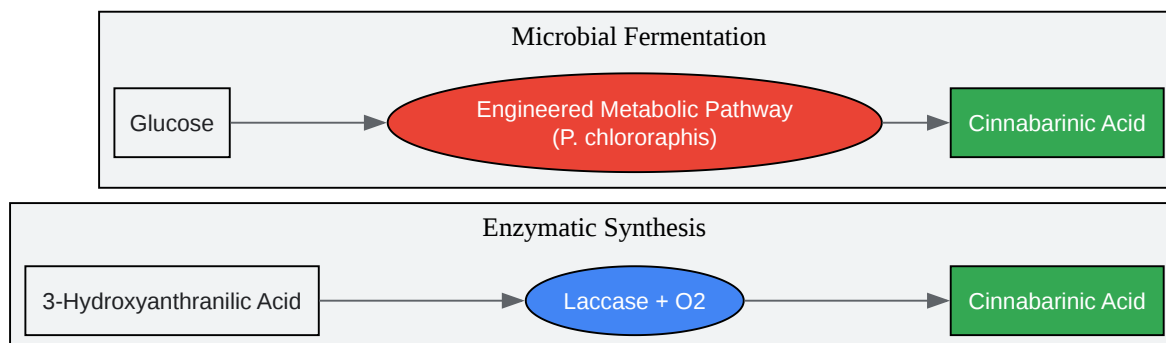 Microbial Fermentation
Glucose
Engineered Metabolic Pathway
(P. chlororaphis)
Cinnabarinic Acid
Enzymatic Synthesis
3-Hydroxyanthranilic Acid
Laccase + O2
Cinnabarinic Acid